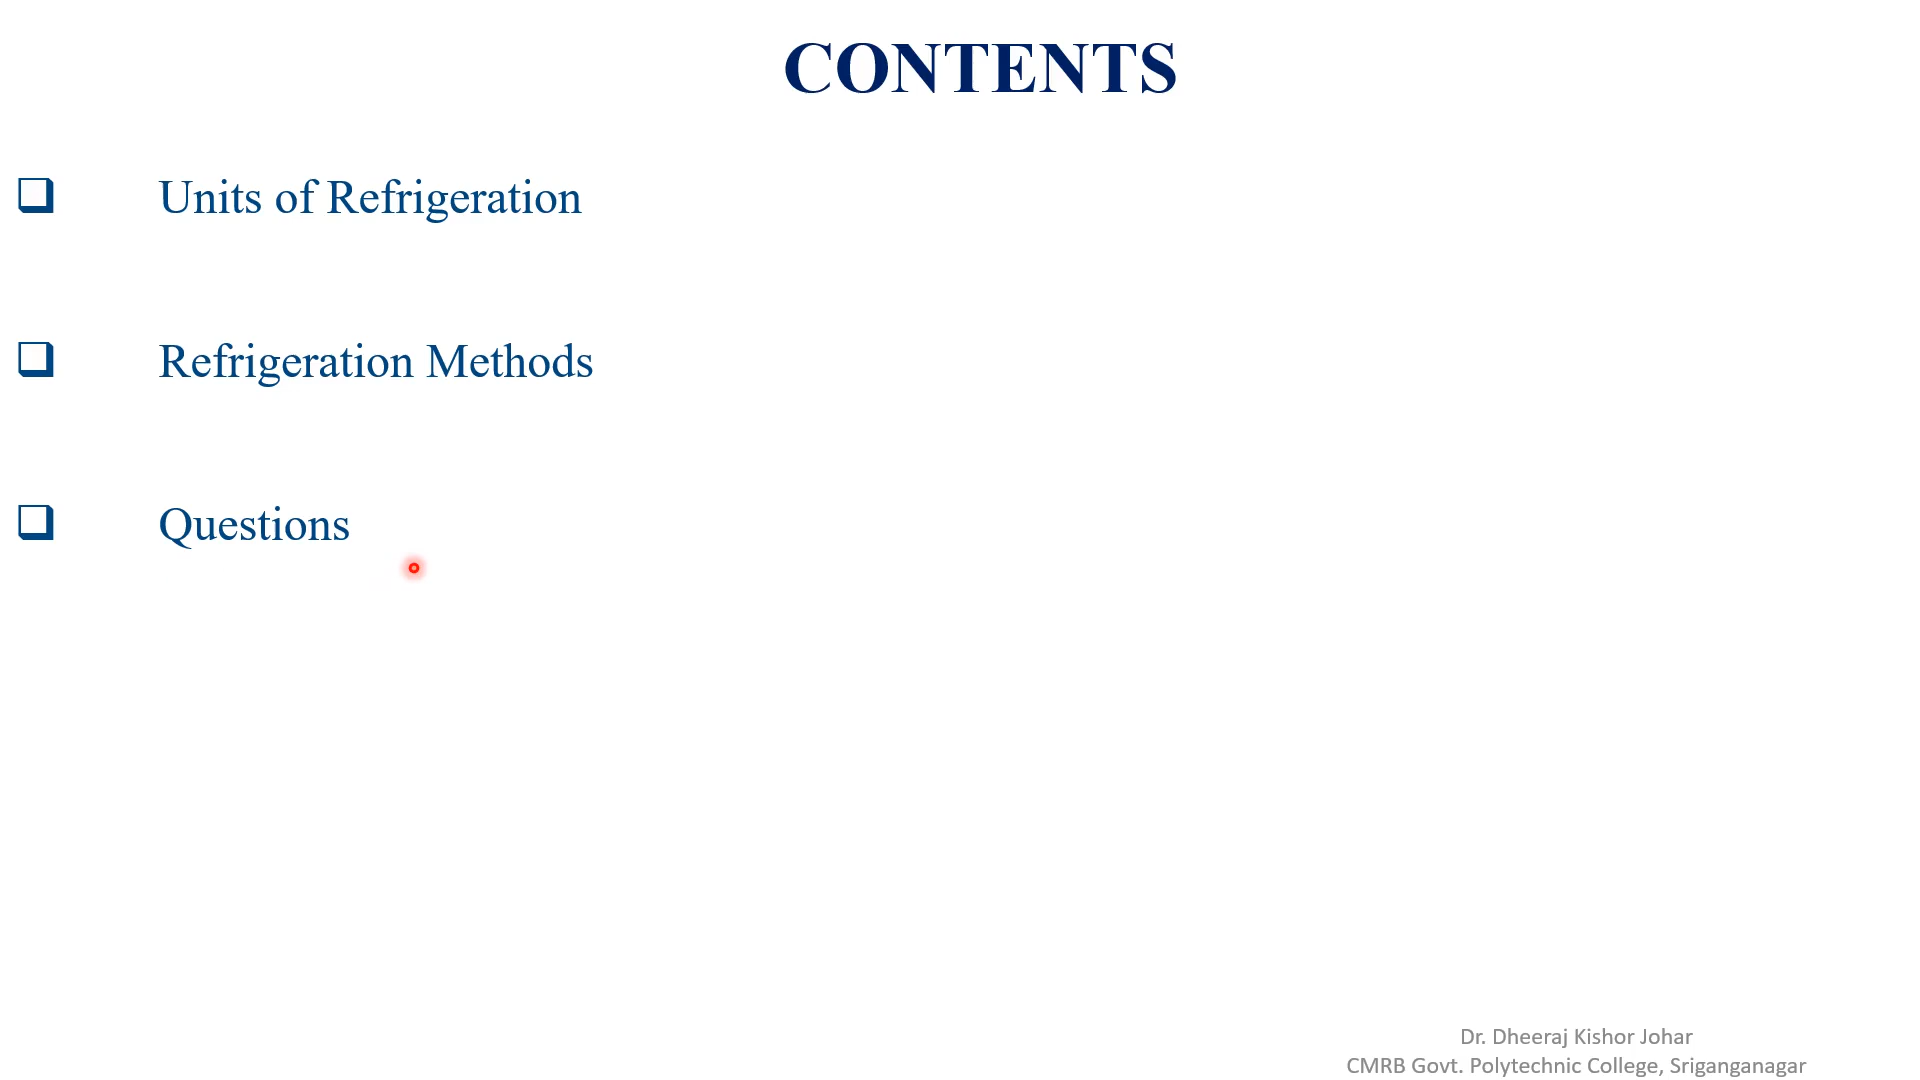 CONTENTS
Units of Refrigeration
Refrigeration Methods
Questions
Dr. Dheeraj Kishor Johar
CMRB Govt. Polytechnic College, Sriganganagar